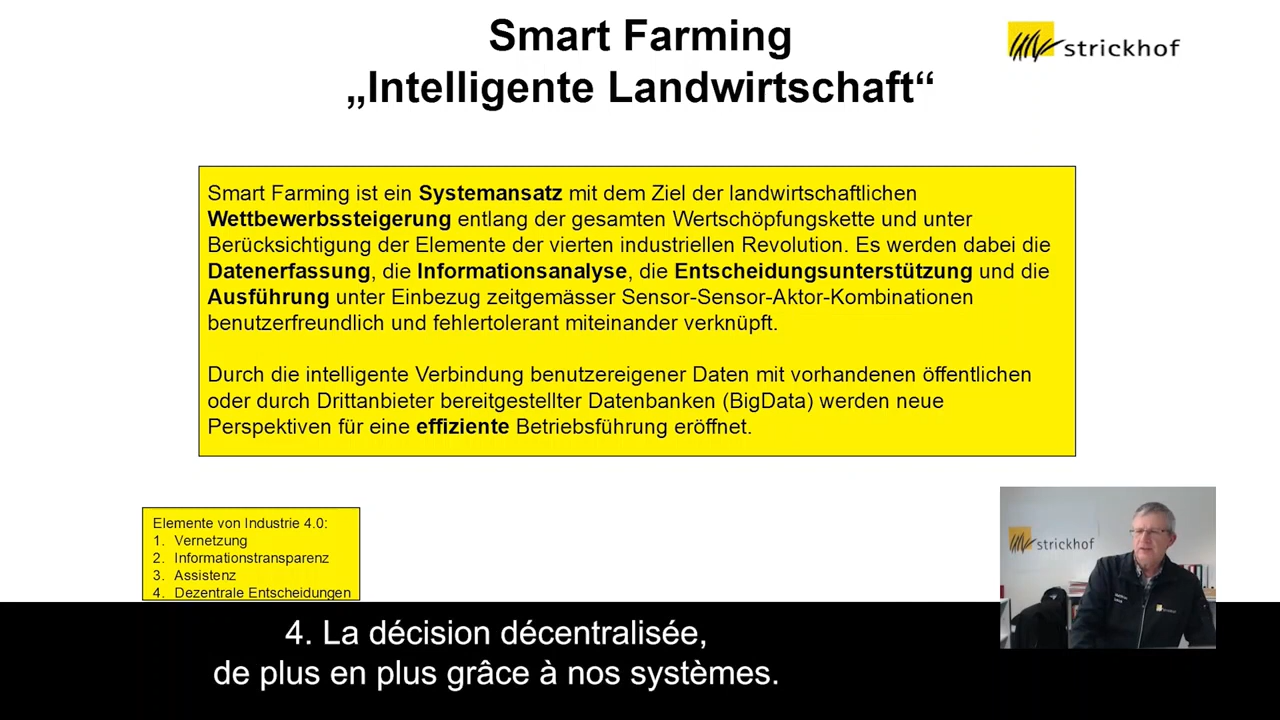 Smart Farming
„Intelligente Landwirtschaft“
strickhof
Smart Farming ist ein Systemansatz mit dem Ziel der landwirtschaftlichen
Wettbewerbssteigerung entlang der gesamten Wertschöpfungskette und unter
Berücksichtigung der Elemente der vierten industriellen Revolution. Es werden dabei die
Datenerfassung, die Informationsanalyse, die Entscheidungsunterstützung und die
Ausführung unter Einbezug zeitgemässer Sensor-Sensor-Aktor-Kombinationen
benutzerfreundlich und fehlertolerant miteinander verknüpft.
Durch die intelligente Verbindung benutzereigener Daten mit vorhandenen öffentlichen
oder durch Drittanbieter bereitgestellter Datenbanken (BigData) werden neue
Perspektiven für eine effiziente Betriebsführung eröffnet.
Elemente von Industrie 4.0:
1. Vernetzung
2. Informationstransparenz
3. Assistenz
4. Dezentrale Entscheidungen
strickhof
4. La décision décentralisée,
de plus en plus grâce à nos systèmes.